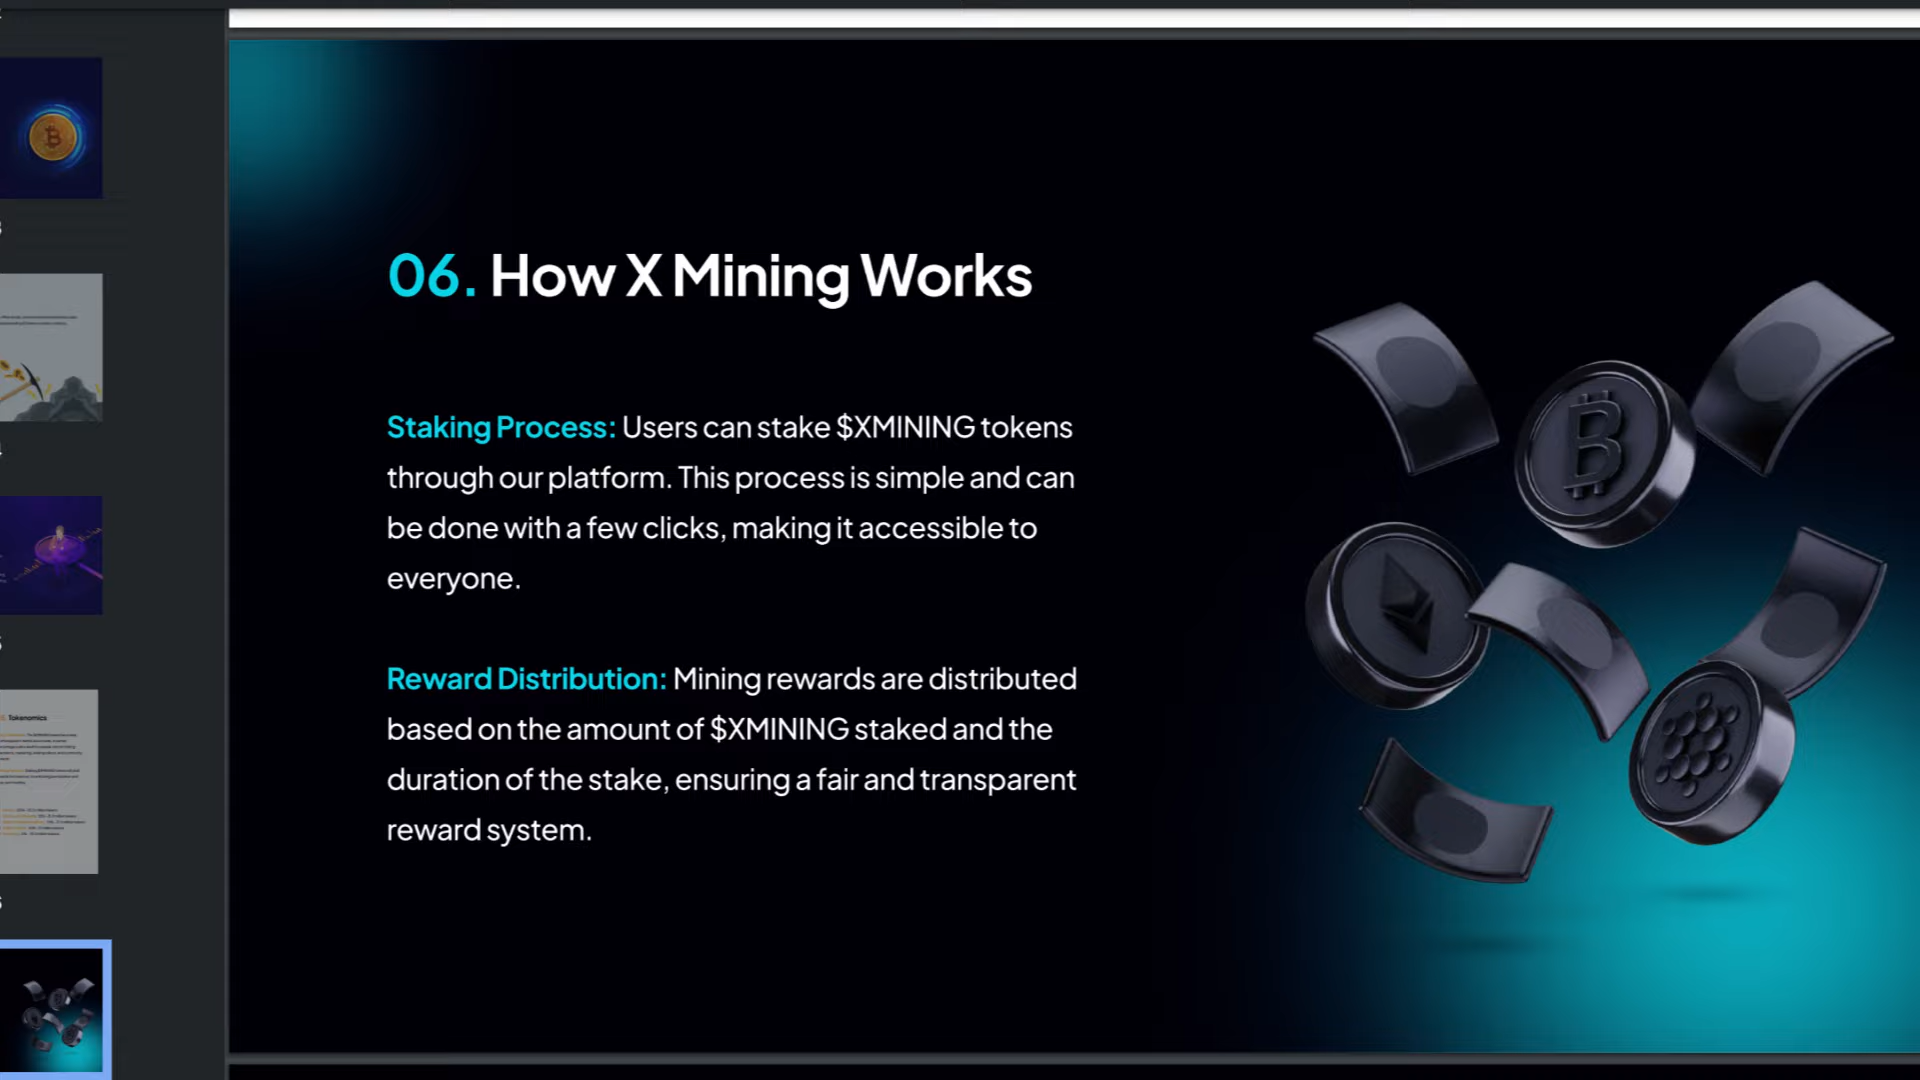 06. How X Mining Works
Staking Process: Users can stake $XMINING tokens
through our platform. This process is simple and can
be done with a few clicks, making it accessible to
everyone.
Reward Distribution: Mining rewards are distributed
based on the amount of $XMINING staked and the
duration of the stake, ensuring a fair and transparent
reward system.
Tokenomics